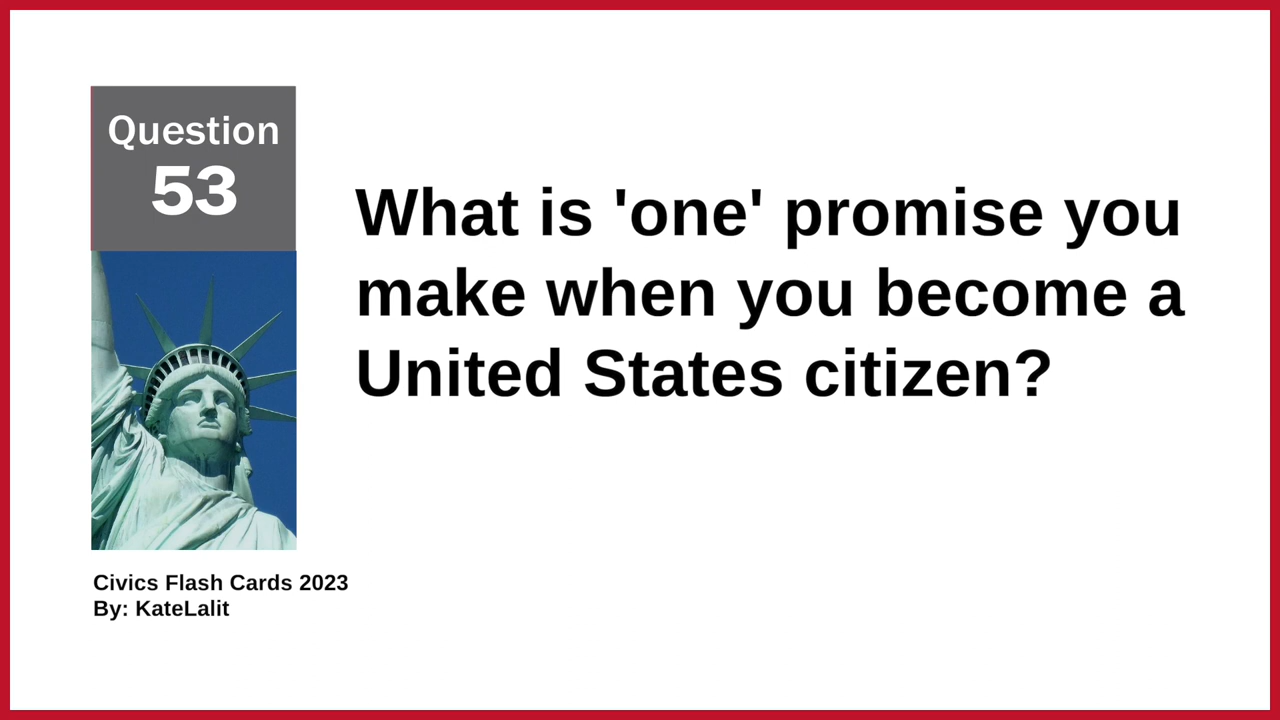 Question
53
What is 'one' promise you
make when you become a
United States citizen?
Civics Flash Cards 2023
By: KateLalit